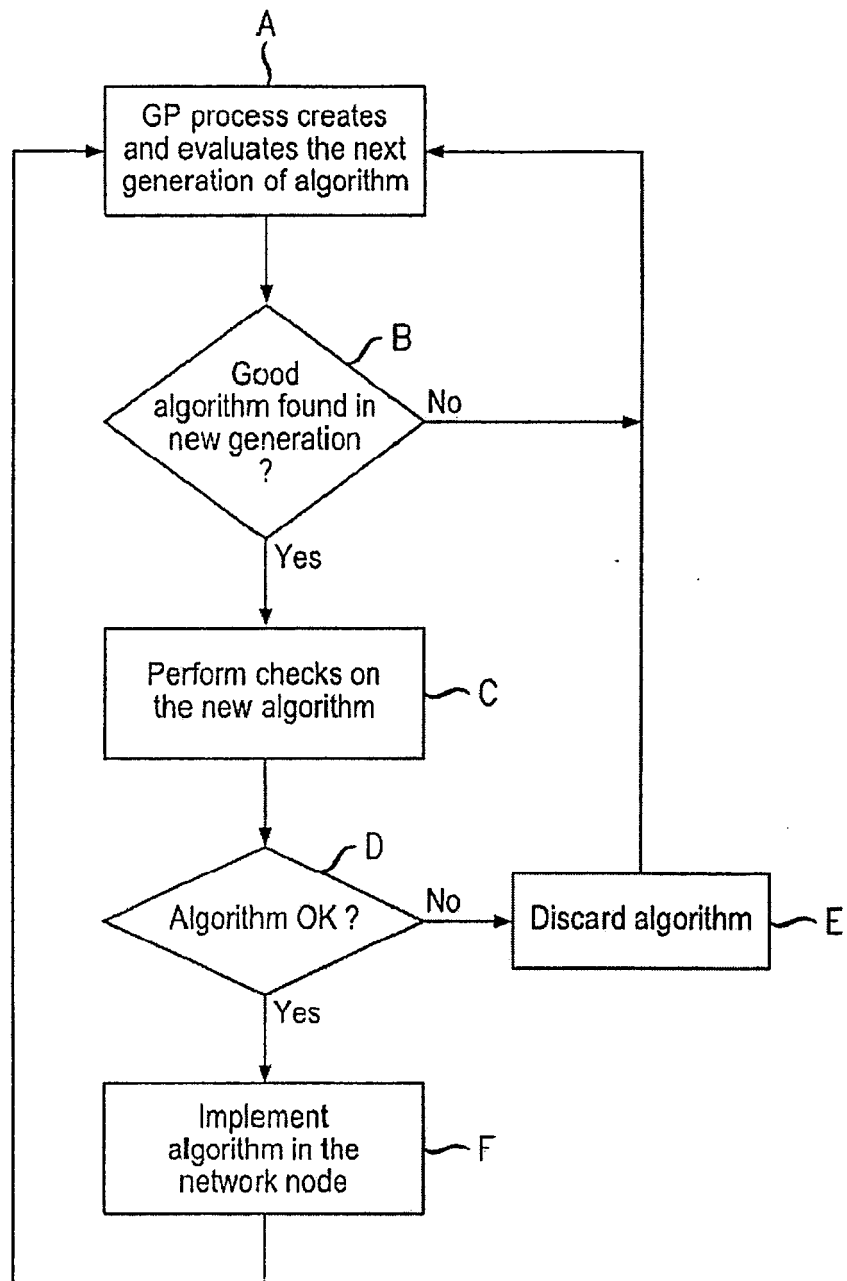 A
GP process creates
and evaluates the next
generation of algorithm
B
Good
algorithm found in
new generation
?
No
Yes
Perform checks on
the new algorithm
C
D
Algorithm OK ?
No
Discard algorithm
E
Yes
Implement
algorithm in the
network node
F